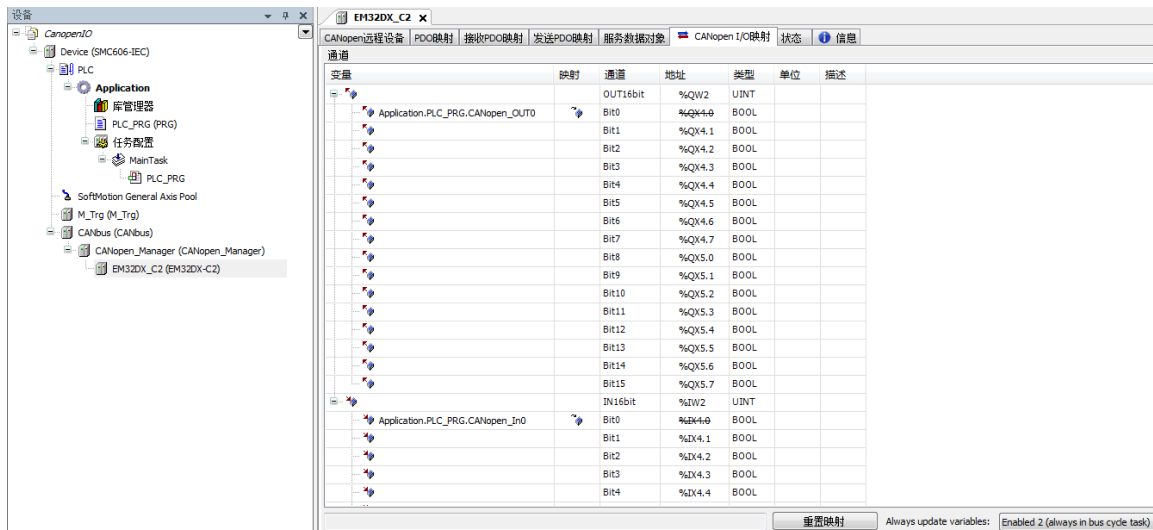 设备
CanopenIO
Device (SMC606-IEC)
PLC
Application
库管理器
PLC_PRG (PRG)
任务配置
MainTask
PLC_PRG
SoftMotion General Axis Pool
M_Trg (M_Trg)
CANbus (CANbus)
CANopen_Manager (CANopen_Manager)
EM32DX_C2 (EM32DX-C2)
EM32DX_C2
CANopen远程设备 PDO映射 接收PDO映射 发送PDO映射 服务数据对象 CANopen I/O映射 状态 信息
通道
变量 映射 通道 地址 类型 单位 描述
OUT16bit %QW2 UINT
Application.PLC_PRG.CANopen_OUT0 Bit0 %QX4.0 BOOL
Bit1 %QX4.1 BOOL
Bit2 %QX4.2 BOOL
Bit3 %QX4.3 BOOL
Bit4 %QX4.4 BOOL
Bit5 %QX4.5 BOOL
Bit6 %QX4.6 BOOL
Bit7 %QX4.7 BOOL
Bit8 %QX5.0 BOOL
Bit9 %QX5.1 BOOL
Bit10 %QX5.2 BOOL
Bit11 %QX5.3 BOOL
Bit12 %QX5.4 BOOL
Bit13 %QX5.5 BOOL
Bit14 %QX5.6 BOOL
Bit15 %QX5.7 BOOL
IN16bit %IW2 UINT
Application.PLC_PRG.CANopen_In0 Bit0 %IX4.0 BOOL
Bit1 %IX4.1 BOOL
Bit2 %IX4.2 BOOL
Bit3 %IX4.3 BOOL
Bit4 %IX4.4 BOOL
重置映射 Always update variables: Enabled 2 (always in bus cycle task)